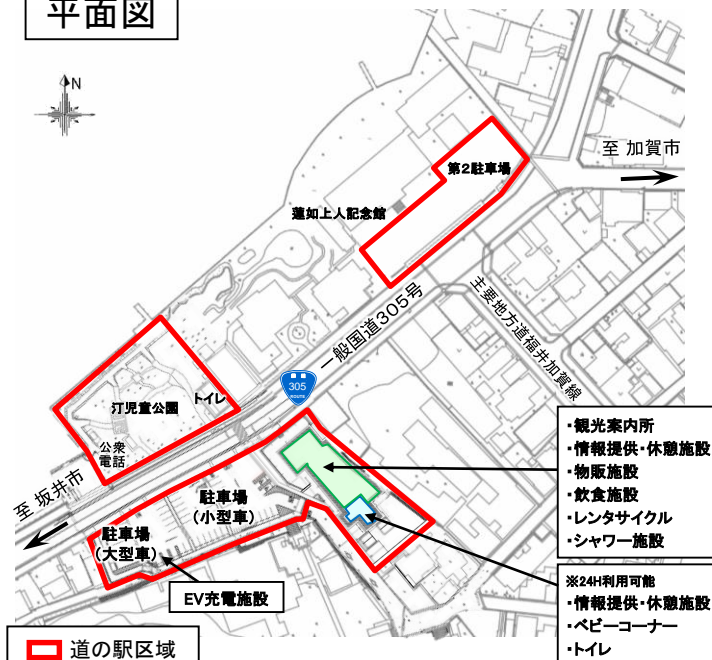 平面図
N
至 加賀市
第2駐車場
蓮如上人記念館
一般国道305号
主要地方道福井加賀線
305
ROUTE
汀児童公園
トイレ
公衆
電話
至 坂井市
駐車場
(小型車)
駐車場
(大型車)
EV充電施設
・観光案内所
・情報提供・休憩施設
・物販施設
・飲食施設
・レンタサイクル
・シャワー施設
※24H利用可能
・情報提供・休憩施設
・ベビーコーナー
・トイレ
道の駅区域